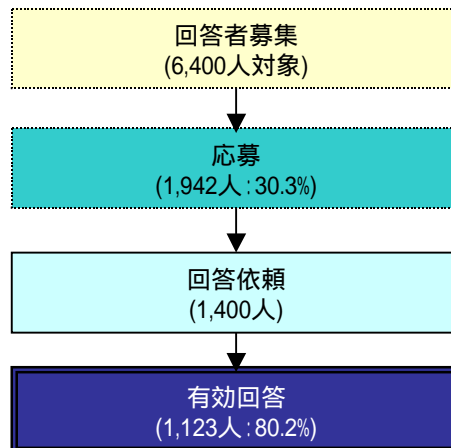 回答者募集
(6,400人対象)
応募
(1,942人:30.3%)
回答依頼
(1,400人)
有効回答
(1,123人:80.2%)